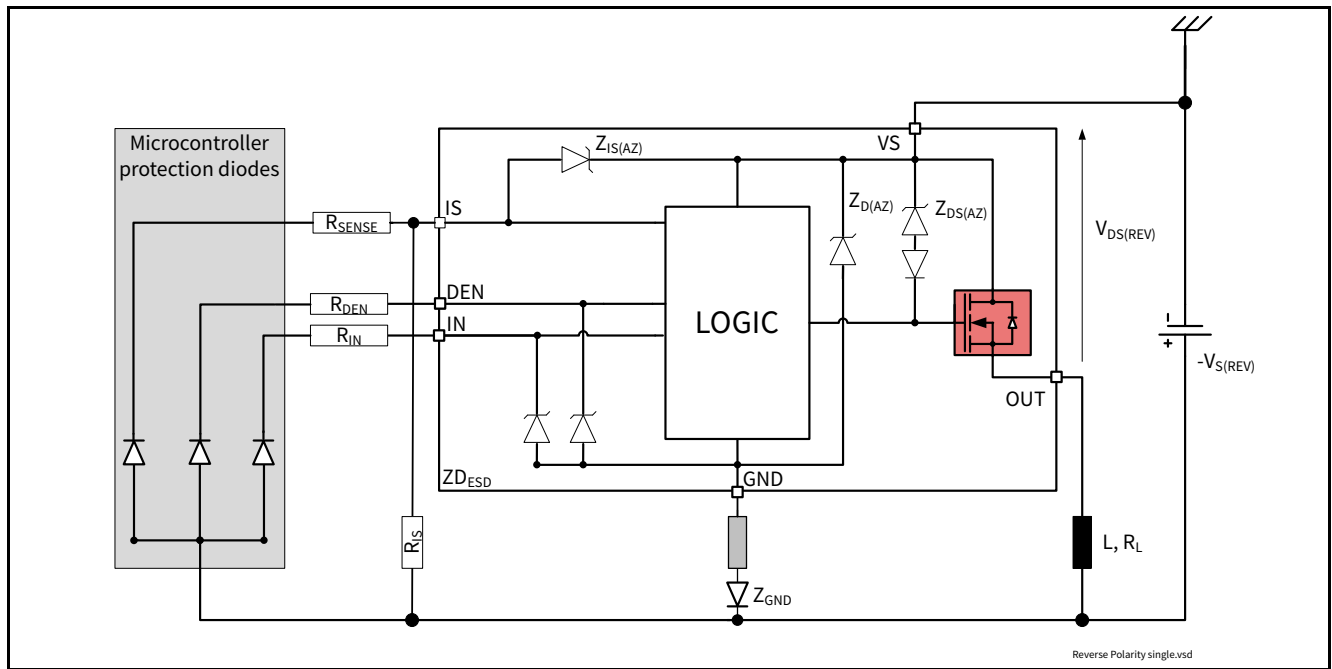 Microcontroller
protection diodes
VS
Z_IS(AZ)
Z_D(AZ)
Z_DS(AZ)
V_DS(REV)
R_SENSE
IS
R_DEN
DEN
R_IN
IN
LOGIC
-
+
-V_S(REV)
OUT
ZD_ESD
GND
R_IS
L, R_L
Z_GND
Reverse Polarity single.vsd